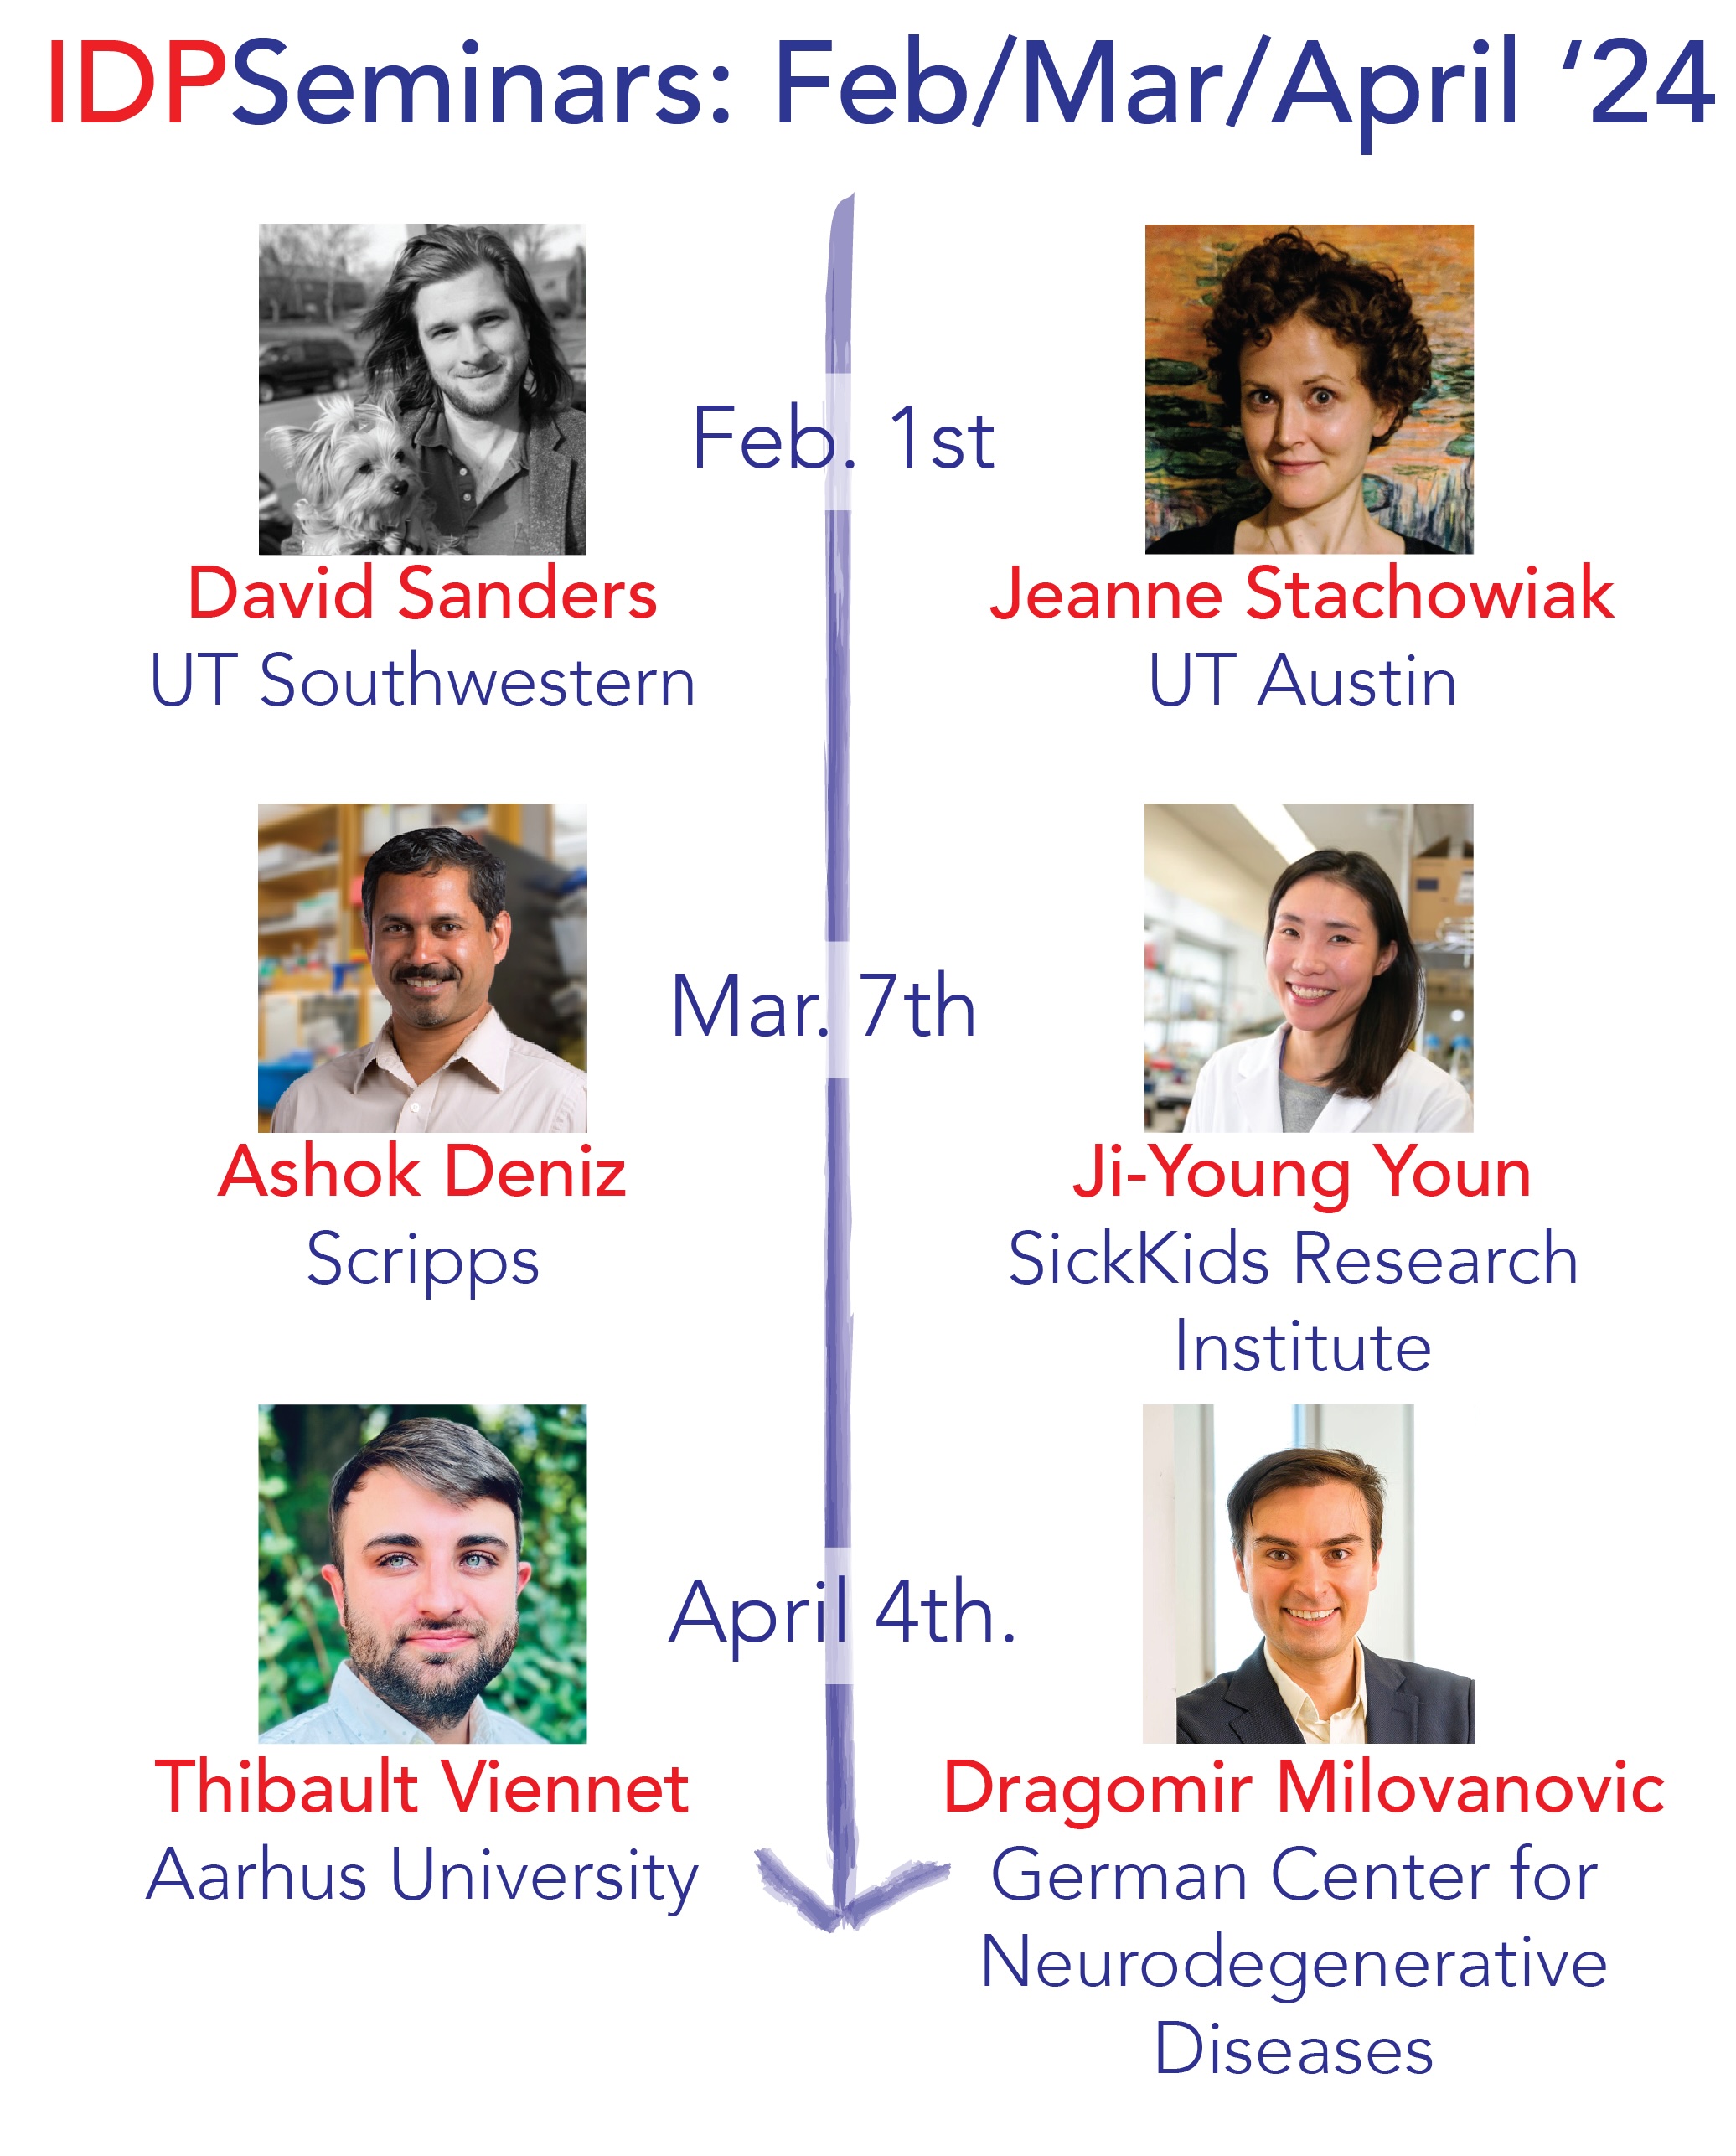 IDPSeminars: Feb/Mar/April ‘24
Feb. 1st
David Sanders
UT Southwestern
Jeanne Stachowiak
UT Austin
Mar. 7th
Ashok Deniz
Scripps
Ji-Young Youn
SickKids Research
Institute
April 4th.
Thibault Viennet
Aarhus University
Dragomir Milovanovic
German Center for
Neurodegenerative
Diseases